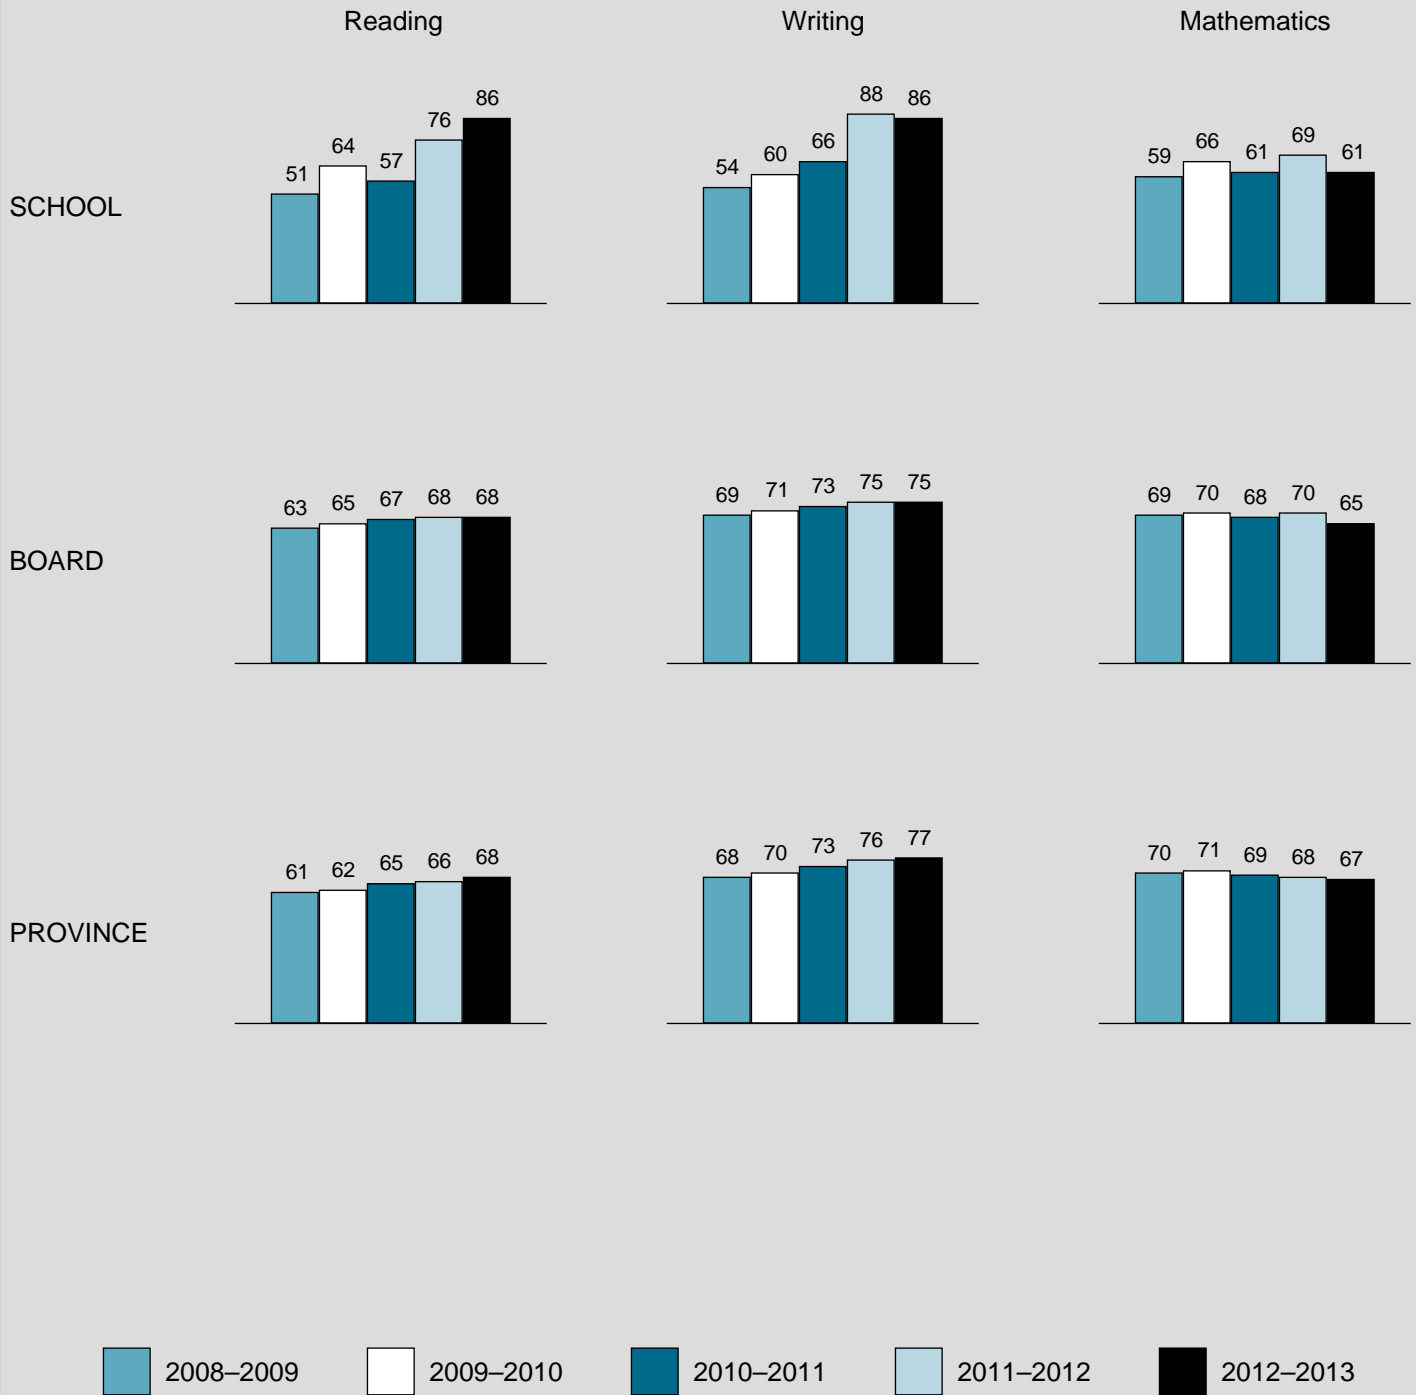 Reading Writing Mathematics
SCHOOL
51 64 57 76 86
54 60 66 88 86
59 66 61 69 61
BOARD
63 65 67 68 68
69 71 73 75 75
69 70 68 70 65
PROVINCE
61 62 65 66 68
68 70 73 76 77
70 71 69 68 67
2008–2009 2009–2010 2010–2011 2011–2012 2012–2013